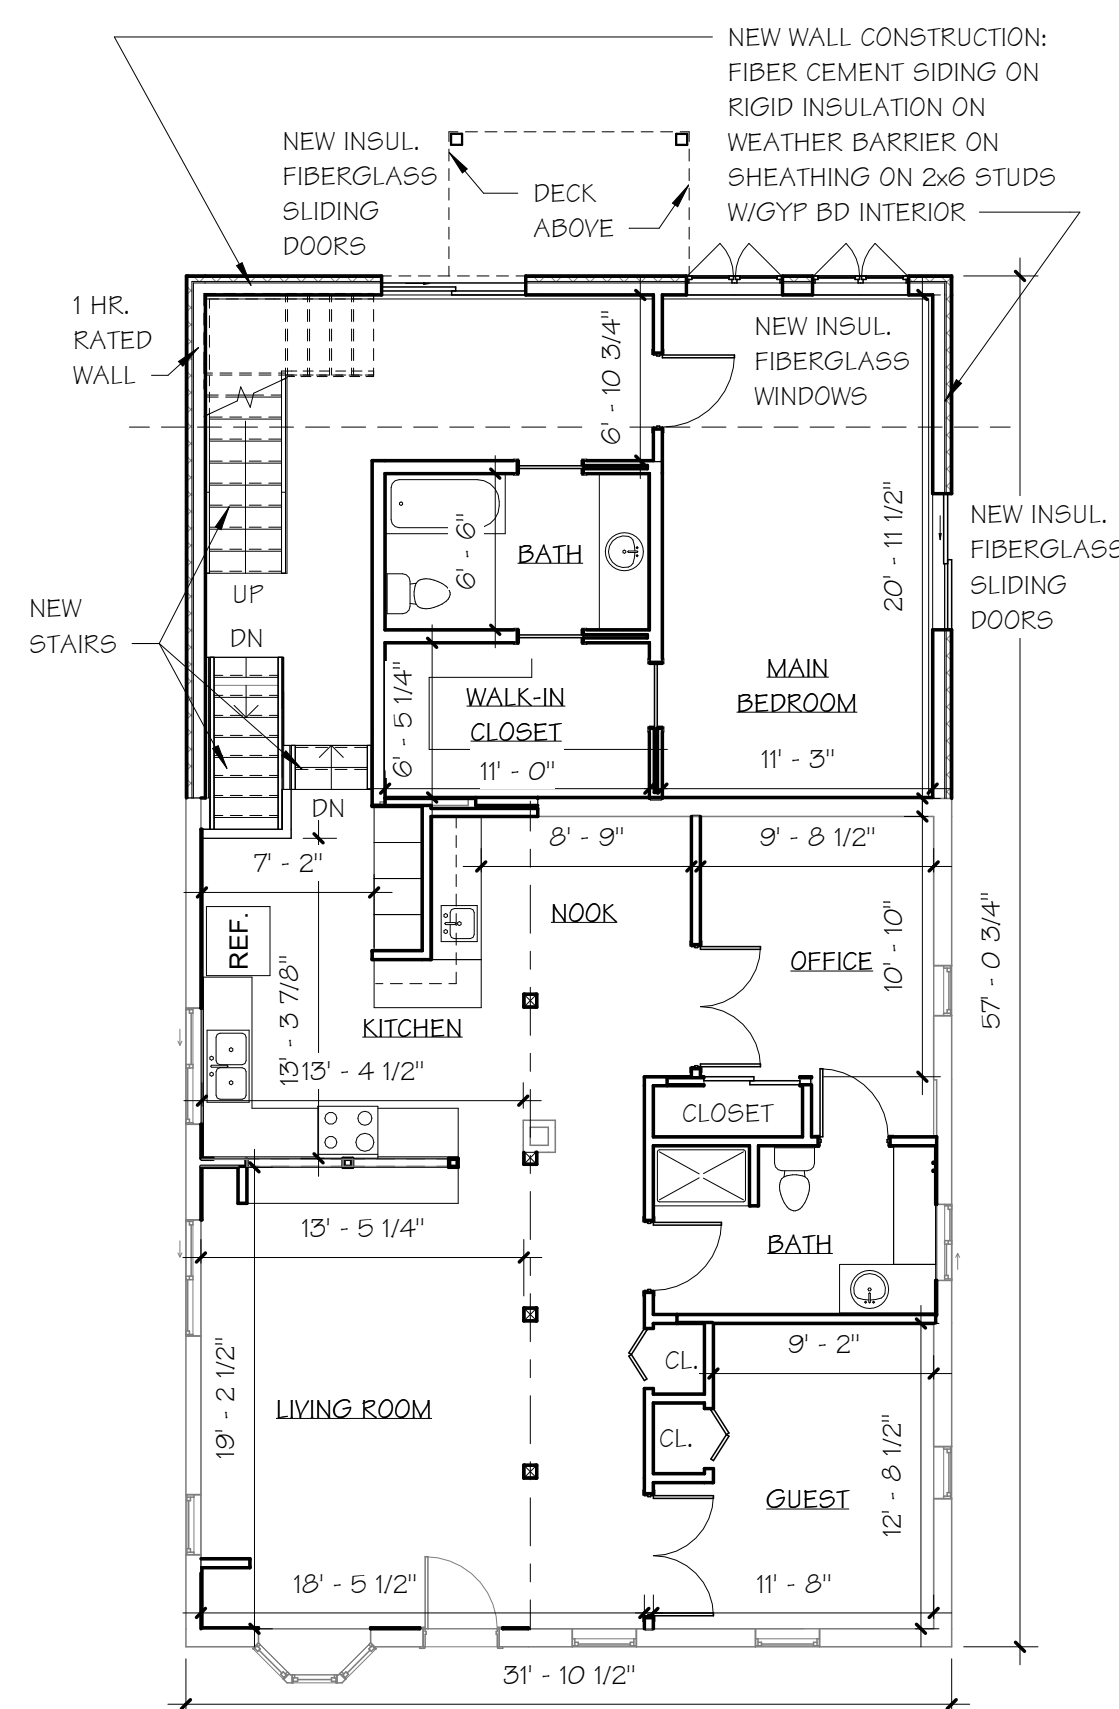 NEW WALL CONSTRUCTION:
FIBER CEMENT SIDING ON
RIGID INSULATION ON
WEATHER BARRIER ON
SHEATHING ON 2x6 STUDS
W/GYP BD INTERIOR
NEW INSUL.
FIBERGLASS
SLIDING
DOORS
DECK
ABOVE
1 HR.
RATED
WALL
6' - 10 3/4"
NEW INSUL.
FIBERGLASS
WINDOWS
20' - 11 1/2"
NEW INSUL.
FIBERGLASS
SLIDING
DOORS
6' - 6"
BATH
UP
DN
NEW
STAIRS
MAIN
BEDROOM
WALK-IN
CLOSET
6' - 5 1/4"
11' - 0"
11' - 3"
DN
7' - 2"
8' - 9"
9' - 8 1/2"
NOOK
REF.
OFFICE
10' - 10"
57' - 0 3/4"
13' - 3 7/8"
KITCHEN
13' - 4 1/2"
CLOSET
13' - 5 1/4"
BATH
9' - 2"
CL.
19' - 2 1/2"
LIVING ROOM
CL.
GUEST
12' - 8 1/2"
18' - 5 1/2"
11' - 8"
31' - 10 1/2"